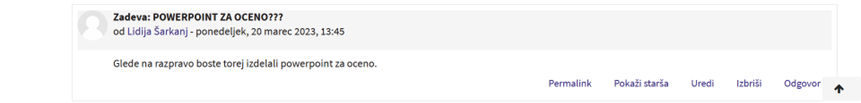 Zadeva: POWERPOINT ZA OCENO???
od Lidija Šarkanj - ponedeljek, 20 marec 2023, 13:45
Glede na razpravo boste torej izdelali powerpoint za oceno.
Permalink Pokaži starša Uredi Izbriši Odgovor